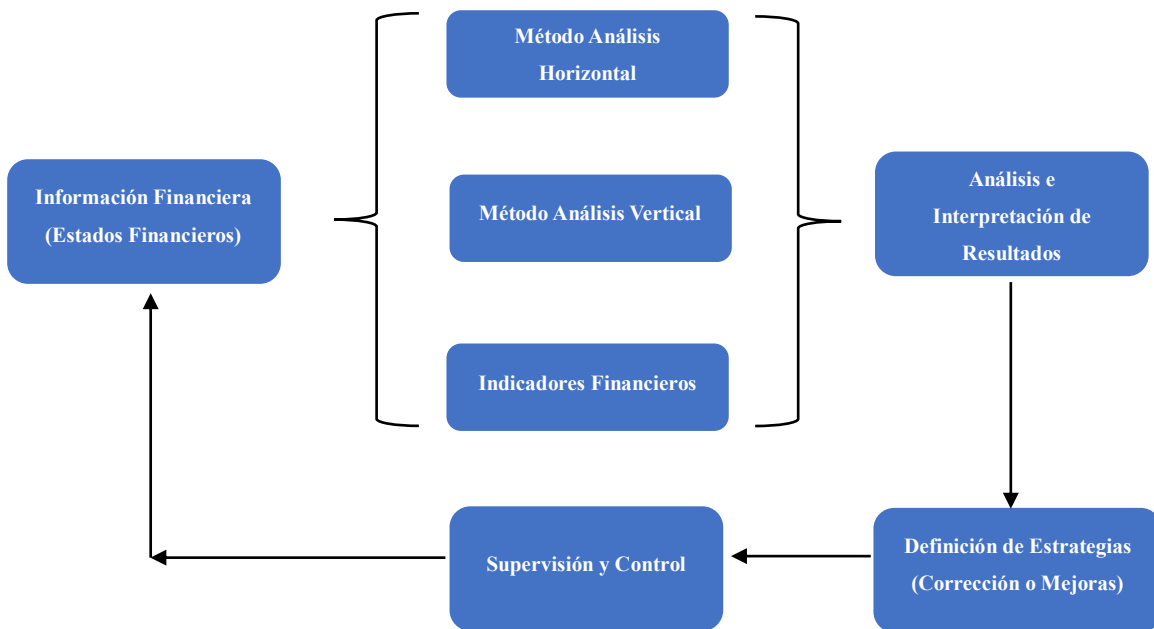 Método Análisis
Horizontal
Información Financiera
(Estados Financieros)
Método Análisis Vertical
Análisis e
Interpretación de
Resultados
Indicadores Financieros
Supervisión y Control
Definición de Estrategias
(Corrección o Mejoras)